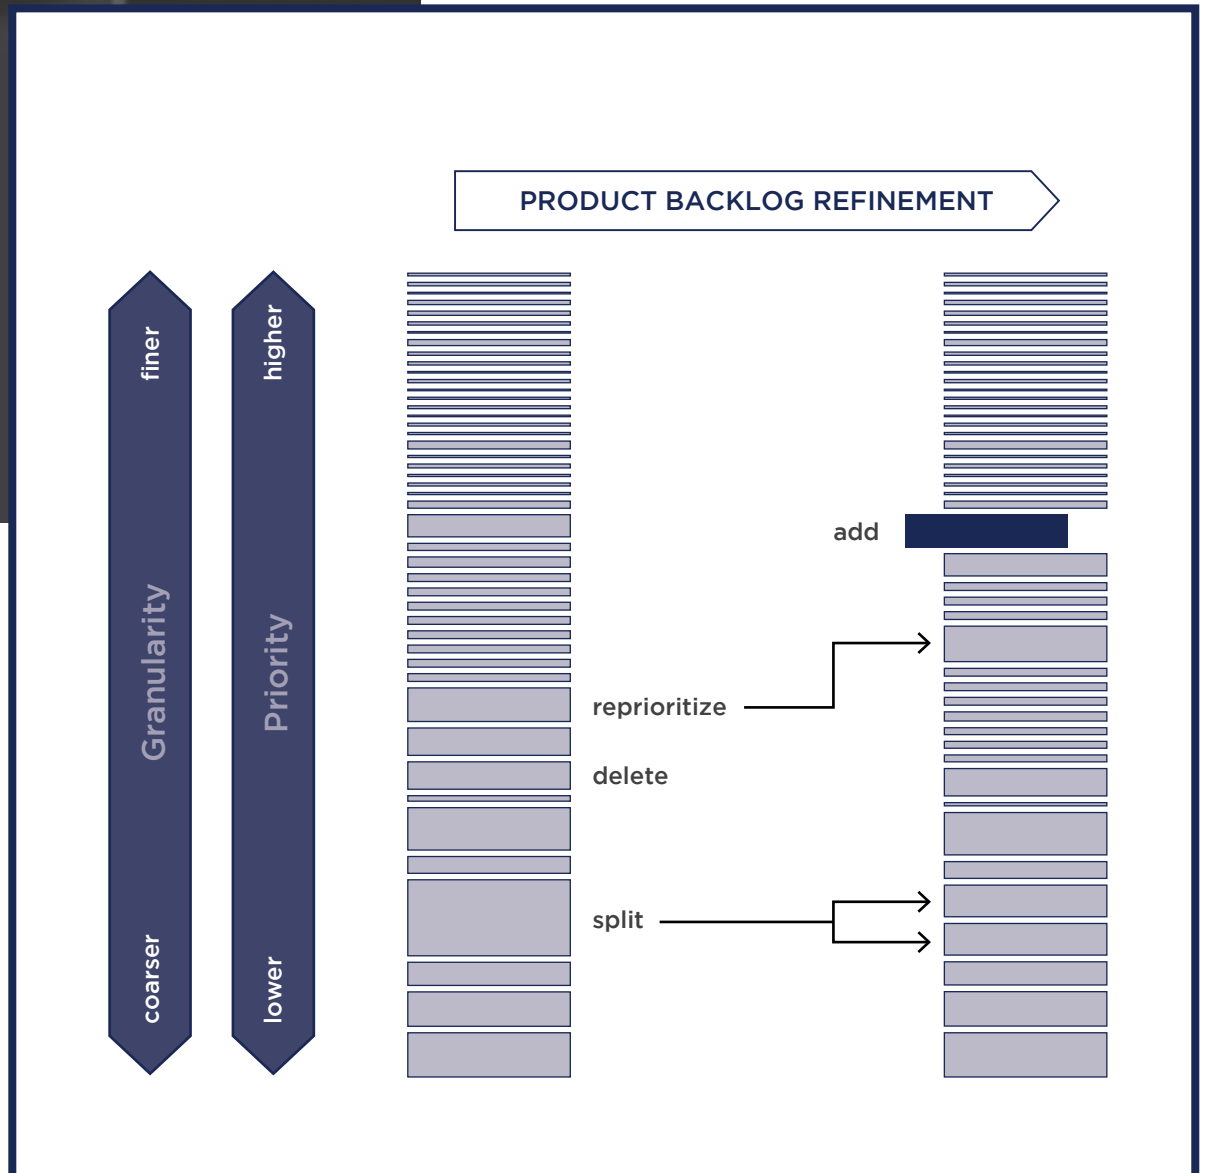 PRODUCT BACKLOG REFINEMENT
finer
higher
Granularity
Priority
coarser
lower
add
reprioritize
delete
split